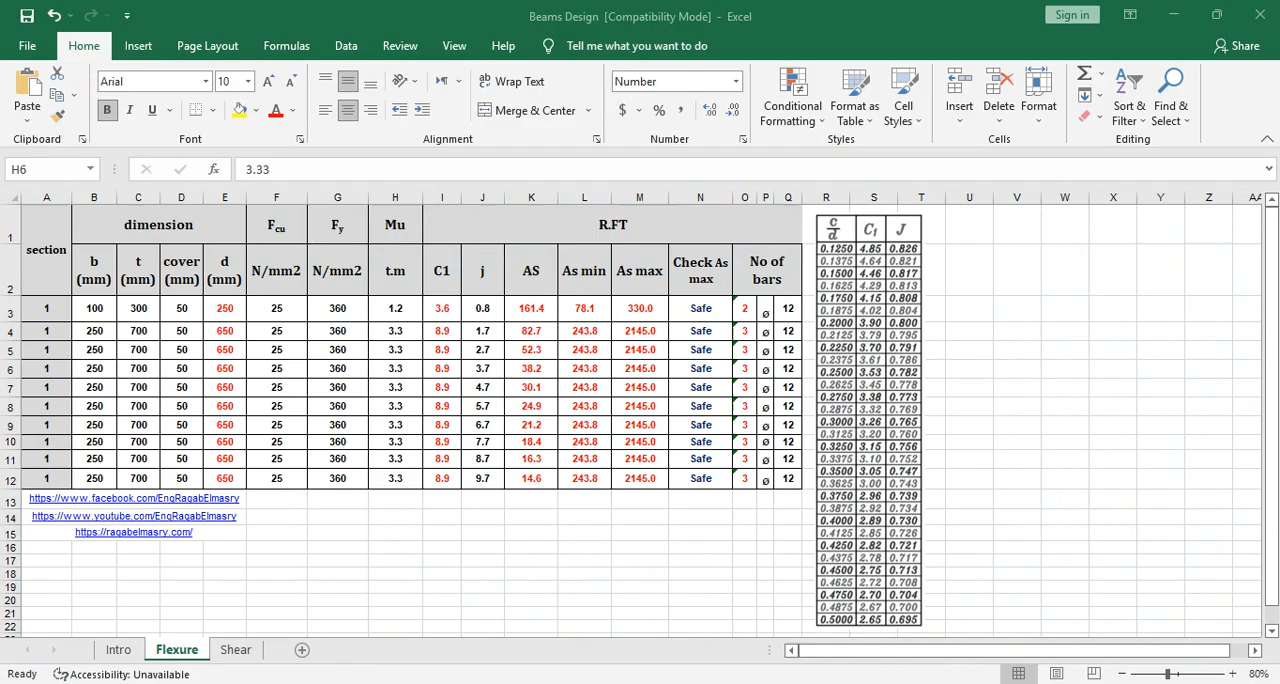 Beams Design [Compatibility Mode] - Excel
Sign in
File Home Insert Page Layout Formulas Data Review View Help Tell me what you want to do Share
Arial 10 Wrap Text Number
Paste B I U Merge & Center $ % , Conditional Formatting Format as Table Cell Styles Insert Delete Format Sort & Filter Find & Select
Clipboard Font Alignment Number Styles Cells Editing
H6 fx 3.33
A B C D E F G H I J K L M N O P Q R S T U V W X Y Z AA
1 section dimension Fcu Fy Mu R.FT c/d C1 J
2 b (mm) t (mm) cover (mm) d (mm) N/mm2 N/mm2 t.m C1 j AS As min As max Check As max No of bars
3 1 100 300 50 250 25 360 1.2 3.6 0.8 161.4 78.1 330.0 Safe 2 ø 12
4 1 250 700 50 650 25 360 3.3 8.9 1.7 82.7 243.8 2145.0 Safe 3 ø 12
5 1 250 700 50 650 25 360 3.3 8.9 2.7 52.3 243.8 2145.0 Safe 3 ø 12
6 1 250 700 50 650 25 360 3.3 8.9 3.7 38.2 243.8 2145.0 Safe 3 ø 12
7 1 250 700 50 650 25 360 3.3 8.9 4.7 30.1 243.8 2145.0 Safe 3 ø 12
8 1 250 700 50 650 25 360 3.3 8.9 5.7 24.9 243.8 2145.0 Safe 3 ø 12
9 1 250 700 50 650 25 360 3.3 8.9 6.7 21.2 243.8 2145.0 Safe 3 ø 12
10 1 250 700 50 650 25 360 3.3 8.9 7.7 18.4 243.8 2145.0 Safe 3 ø 12
11 1 250 700 50 650 25 360 3.3 8.9 8.7 16.3 243.8 2145.0 Safe 3 ø 12
12 1 250 700 50 650 25 360 3.3 8.9 9.7 14.6 243.8 2145.0 Safe 3 ø 12
13 https://www.facebook.com/EngRagabElmasry
14 https://www.youtube.com/EngRagabElmasry
15 https://ragabelmasry.com/
16
17
18
19
20
21
22
0.1250 4.85 0.826
0.1375 4.64 0.821
0.1500 4.46 0.817
0.1625 4.29 0.813
0.1750 4.15 0.808
0.1875 4.02 0.804
0.2000 3.90 0.800
0.2125 3.79 0.795
0.2250 3.70 0.791
0.2375 3.61 0.786
0.2500 3.53 0.782
0.2625 3.45 0.778
0.2750 3.38 0.773
0.2875 3.32 0.769
0.3000 3.26 0.765
0.3125 3.20 0.760
0.3250 3.15 0.756
0.3375 3.10 0.752
0.3500 3.05 0.747
0.3625 3.00 0.743
0.3750 2.96 0.739
0.3875 2.92 0.734
0.4000 2.89 0.730
0.4125 2.85 0.726
0.4250 2.82 0.721
0.4375 2.78 0.717
0.4500 2.75 0.713
0.4625 2.72 0.708
0.4750 2.70 0.704
0.4875 2.67 0.700
0.5000 2.65 0.695
Intro Flexure Shear
Ready Accessibility: Unavailable 80%